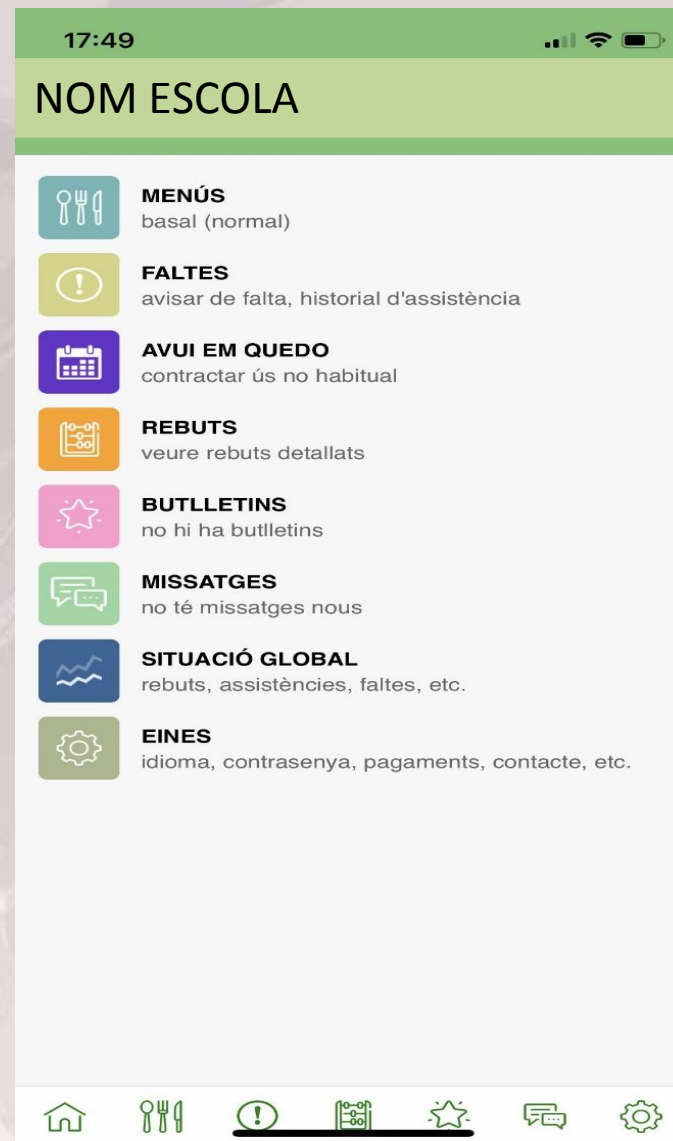 17:49
NOM ESCOLA
MENÚS
basal (normal)
FALTES
avisar de falta, historial d'assistència
AVUI EM QUEDO
contractar ús no habitual
REBUTS
veure rebuts detallats
BUTLLETINS
no hi ha butlletins
MISSATGES
no té missatges nous
SITUACIÓ GLOBAL
rebuts, assistències, faltes, etc.
EINES
idioma, contrasenya, pagaments, contacte, etc.